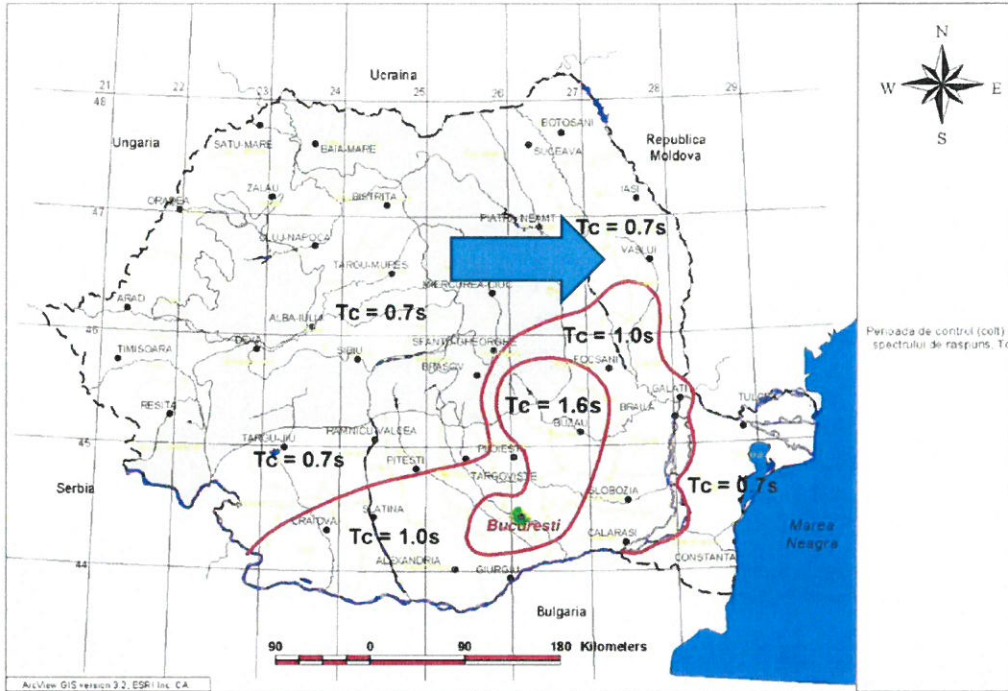 N
W E
S
Ucraina
21 22 23 24 25 26 27 28 29
48
BOTOSANI
Ungaria
SATU-MARE
BAIA-MARE
SUCEAVA
Republica
Moldova
ZALAU
BISTRITA
IASI
ORADEA
47
PIATRA-NEAMT
Tc = 0.7s
CLUJ-NAPOCA
VASLUI
TARGU-MURES
MIERCUREA-CIUC
ARAD
ALBA-IULIA
Tc = 0.7s
Tc = 1.0s
46
Perioada de control (colt)
spectrului de raspuns, Tc
TIMISOARA
DEVA
SIBIU
SFANTU-GHEORGHE
FOCSANI
BRASOV
RESITA
Tc = 1.6s
BRAILA
GALATI
TULCEA
BUZAU
45
TARGU-JIU
RAMNICU-VALCEA
Tc = 0.7s
PITESTI
PLOIESTI
TARGOVISTE
Serbia
SLOBOZIA
Tc = 0.7s
CRAIOVA
SLATINA
Bucuresti
Marea
Neagra
Tc = 1.0s
CALARASI
CONSTANTA
44
ALEXANDRIA
GIURGIU
Bulgaria
90 0 90 180 Kilometers
ArcView GIS version 3.2, ESRI Inc. CA